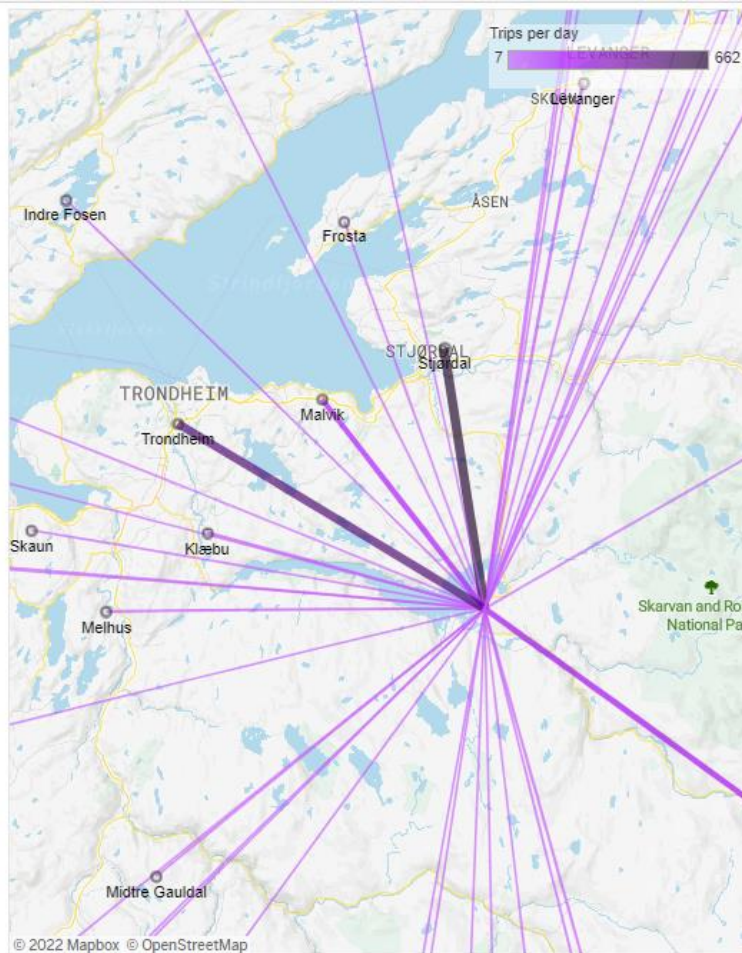 Trips per day
7
662
LEVANGER
Levanger
Indre Fosen
ÅSEN
Frosta
STJØRDAL
Stjørdal
TRONDHEIM
Malvik
Trondheim
Skaun
Klæbu
Skarvan and Ro
National Pa
Melhus
Midtre Gauldal
© 2022 Mapbox © OpenStreetMap